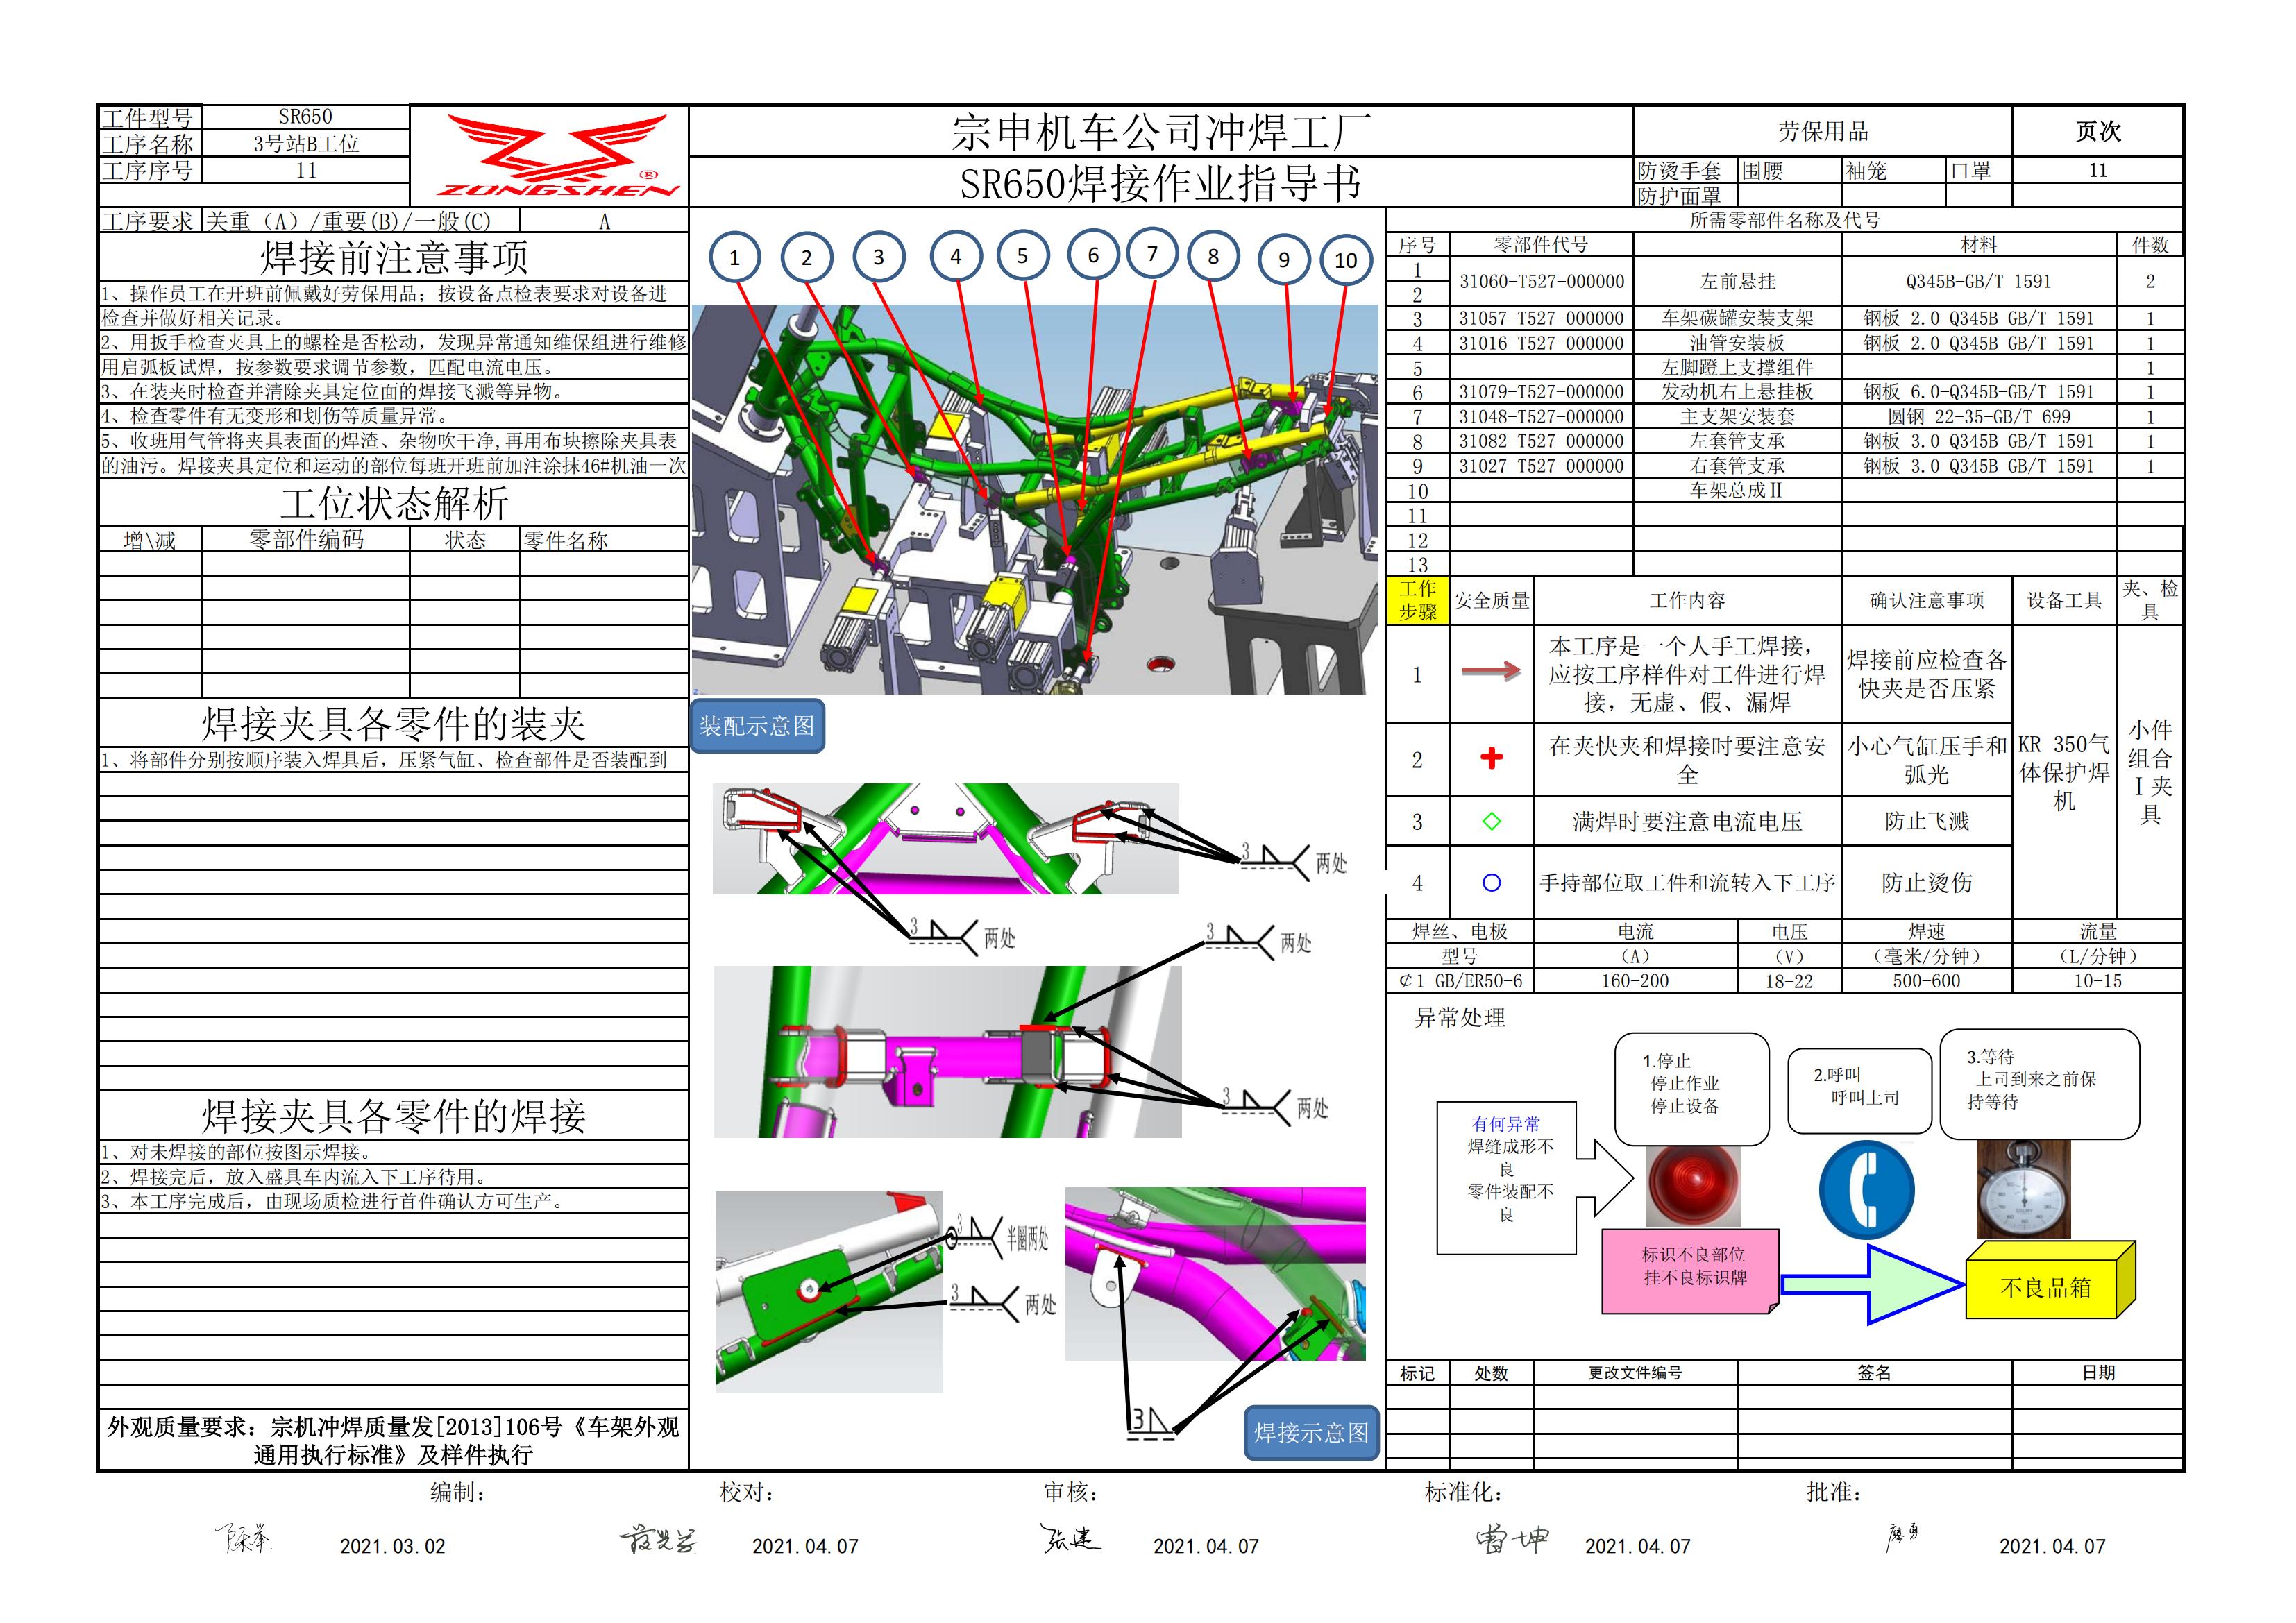 工件型号 SR650
工序名称 3号站B工位
工序序号 11
ZONGSHEN ®
宗申机车公司冲焊工厂
SR650焊接作业指导书
劳保用品 页次
防烫手套 围腰 袖笼 口罩 11
防护面罩
工序要求 关重（A）/重要(B)/一般(C) A
焊接前注意事项
1、操作员工在开班前佩戴好劳保用品；按设备点检表要求对设备进
检查并做好相关记录。
2、用扳手检查夹具上的螺栓是否松动，发现异常通知维保组进行维修
用启弧板试焊，按参数要求调节参数，匹配电流电压。
3、在装夹时检查并清除夹具定位面的焊接飞溅等异物。
4、检查零件有无变形和划伤等质量异常。
5、收班用气管将夹具表面的焊渣、杂物吹干净,再用布块擦除夹具表
的油污。焊接夹具定位和运动的部位每班开班前加注涂抹46#机油一次
工位状态解析
增\减 零部件编码 状态 零件名称
焊接夹具各零件的装夹
1、将部件分别按顺序装入焊具后，压紧气缸、检查部件是否装配到
焊接夹具各零件的焊接
1、对未焊接的部位按图示焊接。
2、焊接完后，放入盛具车内流入下工序待用。
3、本工序完成后，由现场质检进行首件确认方可生产。
外观质量要求：宗机冲焊质量发[2013]106号《车架外观
通用执行标准》及样件执行
1 2 3 4 5 6 7 8 9 10
装配示意图
3 两处
3 两处
3 两处
3 两处
3 半圈两处
3 两处
3
焊接示意图
所需零部件名称及代号
序号 零部件代号 材料 件数
1
2 31060-T527-000000 左前悬挂 Q345B-GB/T 1591 2
3 31057-T527-000000 车架碳罐安装支架 钢板 2.0-Q345B-GB/T 1591 1
4 31016-T527-000000 油管安装板 钢板 2.0-Q345B-GB/T 1591 1
5 左脚蹬上支撑组件 1
6 31079-T527-000000 发动机右上悬挂板 钢板 6.0-Q345B-GB/T 1591 1
7 31048-T527-000000 主支架安装套 圆钢 22-35-GB/T 699 1
8 31082-T527-000000 左套管支承 钢板 3.0-Q345B-GB/T 1591 1
9 31027-T527-000000 右套管支承 钢板 3.0-Q345B-GB/T 1591 1
10 车架总成Ⅱ
11
12
13
工作步骤 安全质量 工作内容 确认注意事项 设备工具 夹、检具
1 本工序是一个人手工焊接，应按工序样件对工件进行焊接，无虚、假、漏焊 焊接前应检查各快夹是否压紧
2 在夹快夹和焊接时要注意安全 小心气缸压手和弧光
KR 350气体保护焊机
小件组合Ⅰ夹具
3 满焊时要注意电流电压 防止飞溅
4 手持部位取工件和流转入下工序 防止烫伤
焊丝、电极 电流 电压 焊速 流量
型号 （A） （V） （毫米/分钟） （L/分钟）
￠1 GB/ER50-6 160-200 18-22 500-600 10-15
异常处理
有何异常
焊缝成形不
良
零件装配不
良
1.停止
停止作业
停止设备
2.呼叫
呼叫上司
3.等待
上司到来之前保
持等待
标识不良部位
挂不良标识牌
不良品箱
标记 处数 更改文件编号 签名 日期
编制： 校对： 审核： 标准化： 批准：
2021.03.02 2021.04.07 张建 2021.04.07 雷坤 2021.04.07 廖勇 2021.04.07